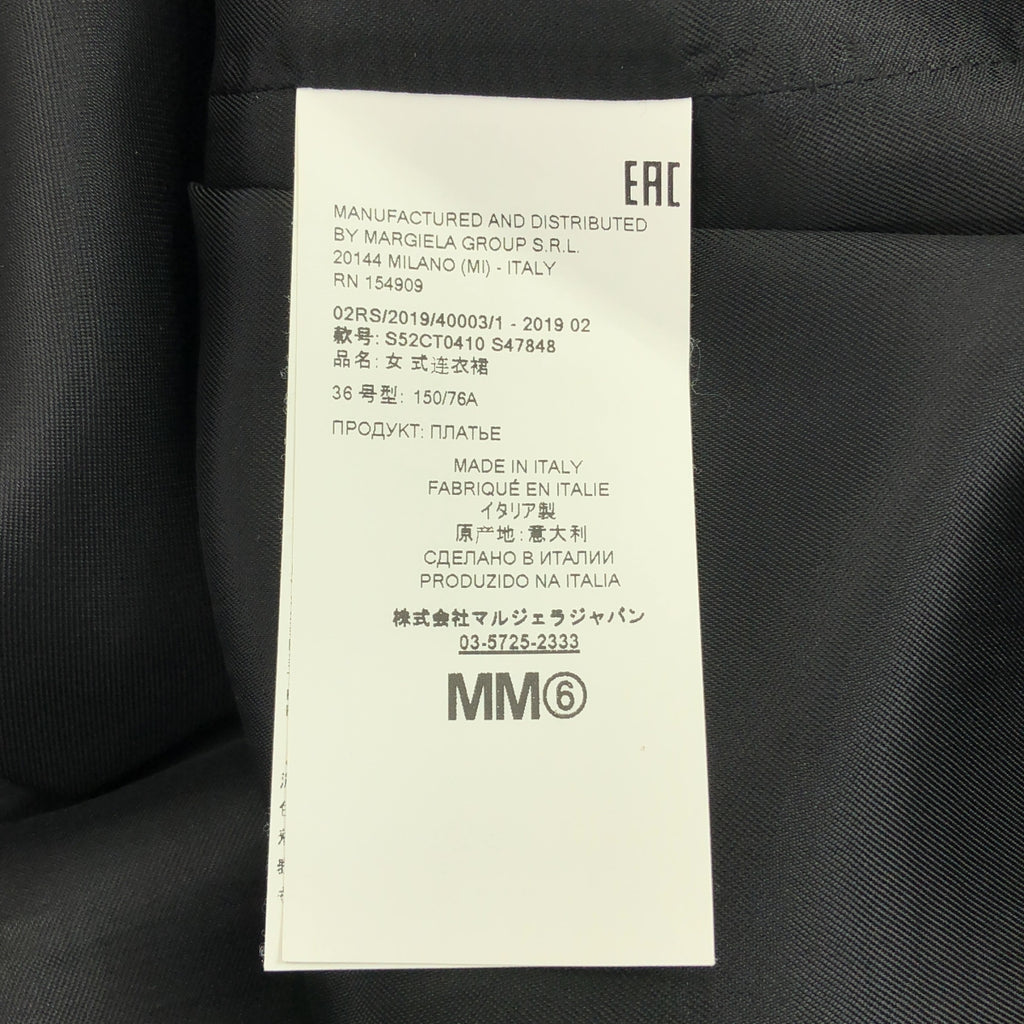 EAC
MANUFACTURED AND DISTRIBUTED
BY MARGIELA GROUP S.R.L.
20144 MILANO (MI) - ITALY
RN 154909
02RS/2019/40003/1 - 2019 02
款号: S52CT0410 S47848
品名: 女 式连衣裙
36 号型: 150/76A
ПРОДУКТ: ПЛАТЬЕ
MADE IN ITALY
FABRIQUÉ EN ITALIE
イタリア製
原产地: 意大利
СДЕЛАНО В ИТАЛИИ
PRODUZIDO NA ITALIA
株式会社マルジェラジャパン
03-5725-2333
MM⑥